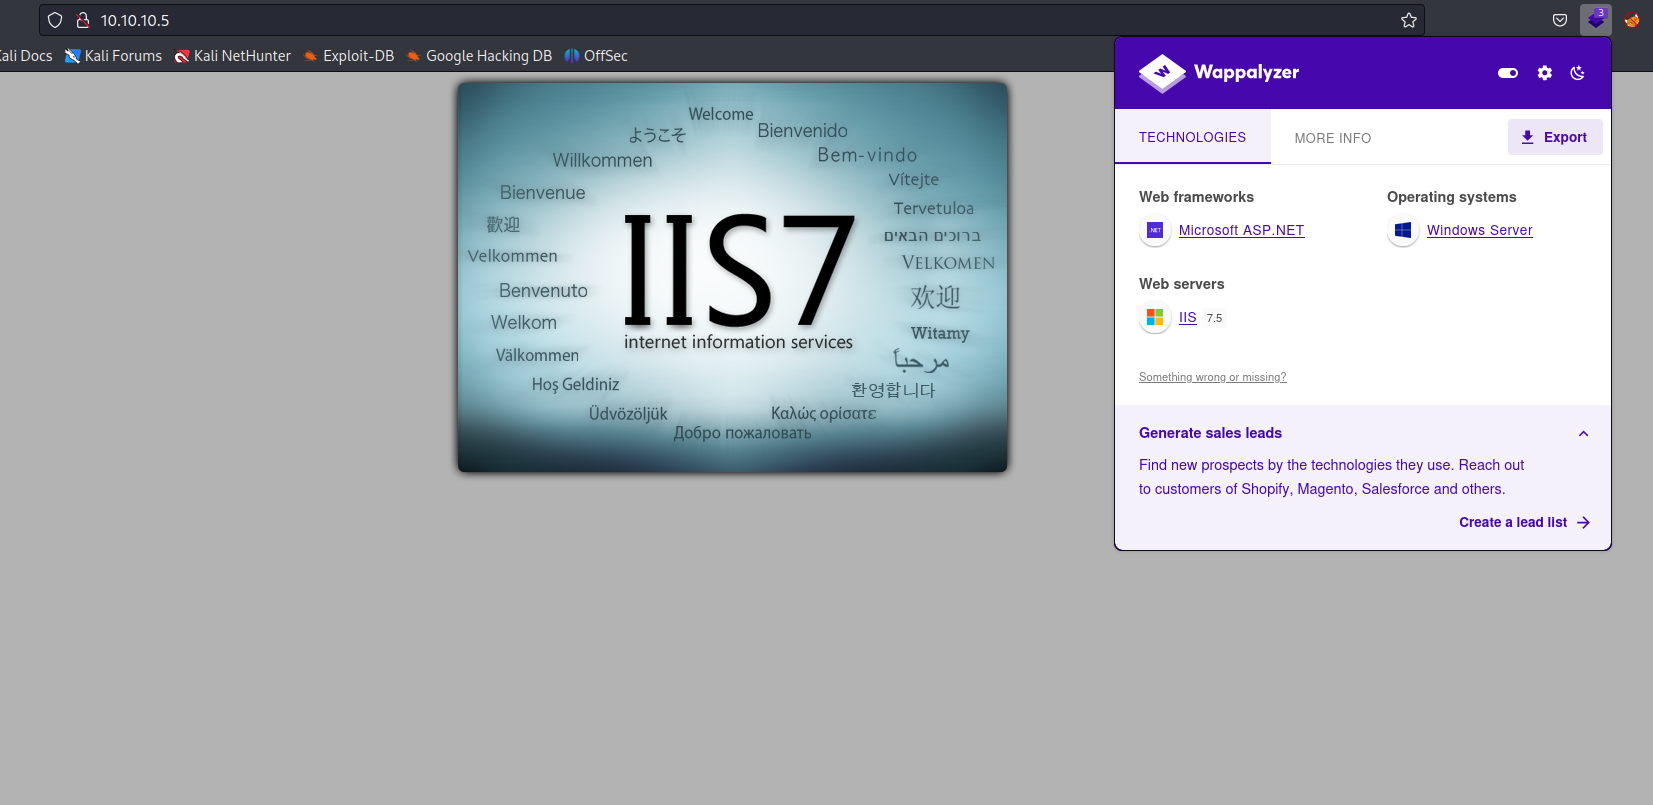 10.10.10.5
3
Kali Docs Kali Forums Kali NetHunter Exploit-DB Google Hacking DB OffSec
Welcome
ようこそ
Bienvenido
Willkommen
Bem-vindo
Bienvenue
Vítejte
歡迎
Tervetuloa
ברוכים הבאים
Velkommen
VELKOMEN
Benvenuto
欢迎
Welkom
Witamy
Välkommen
مرحباً
Hoş Geldiniz
환영합니다
Üdvözöljük
Καλώς ορίσατε
Добро пожаловать
IIS7
internet information services
W
Wappalyzer
TECHNOLOGIES
MORE INFO
Export
Web frameworks
.NET
Microsoft ASP.NET
Operating systems
Windows Server
Web servers
IIS 7.5
Something wrong or missing?
Generate sales leads
Find new prospects by the technologies they use. Reach out
to customers of Shopify, Magento, Salesforce and others.
Create a lead list